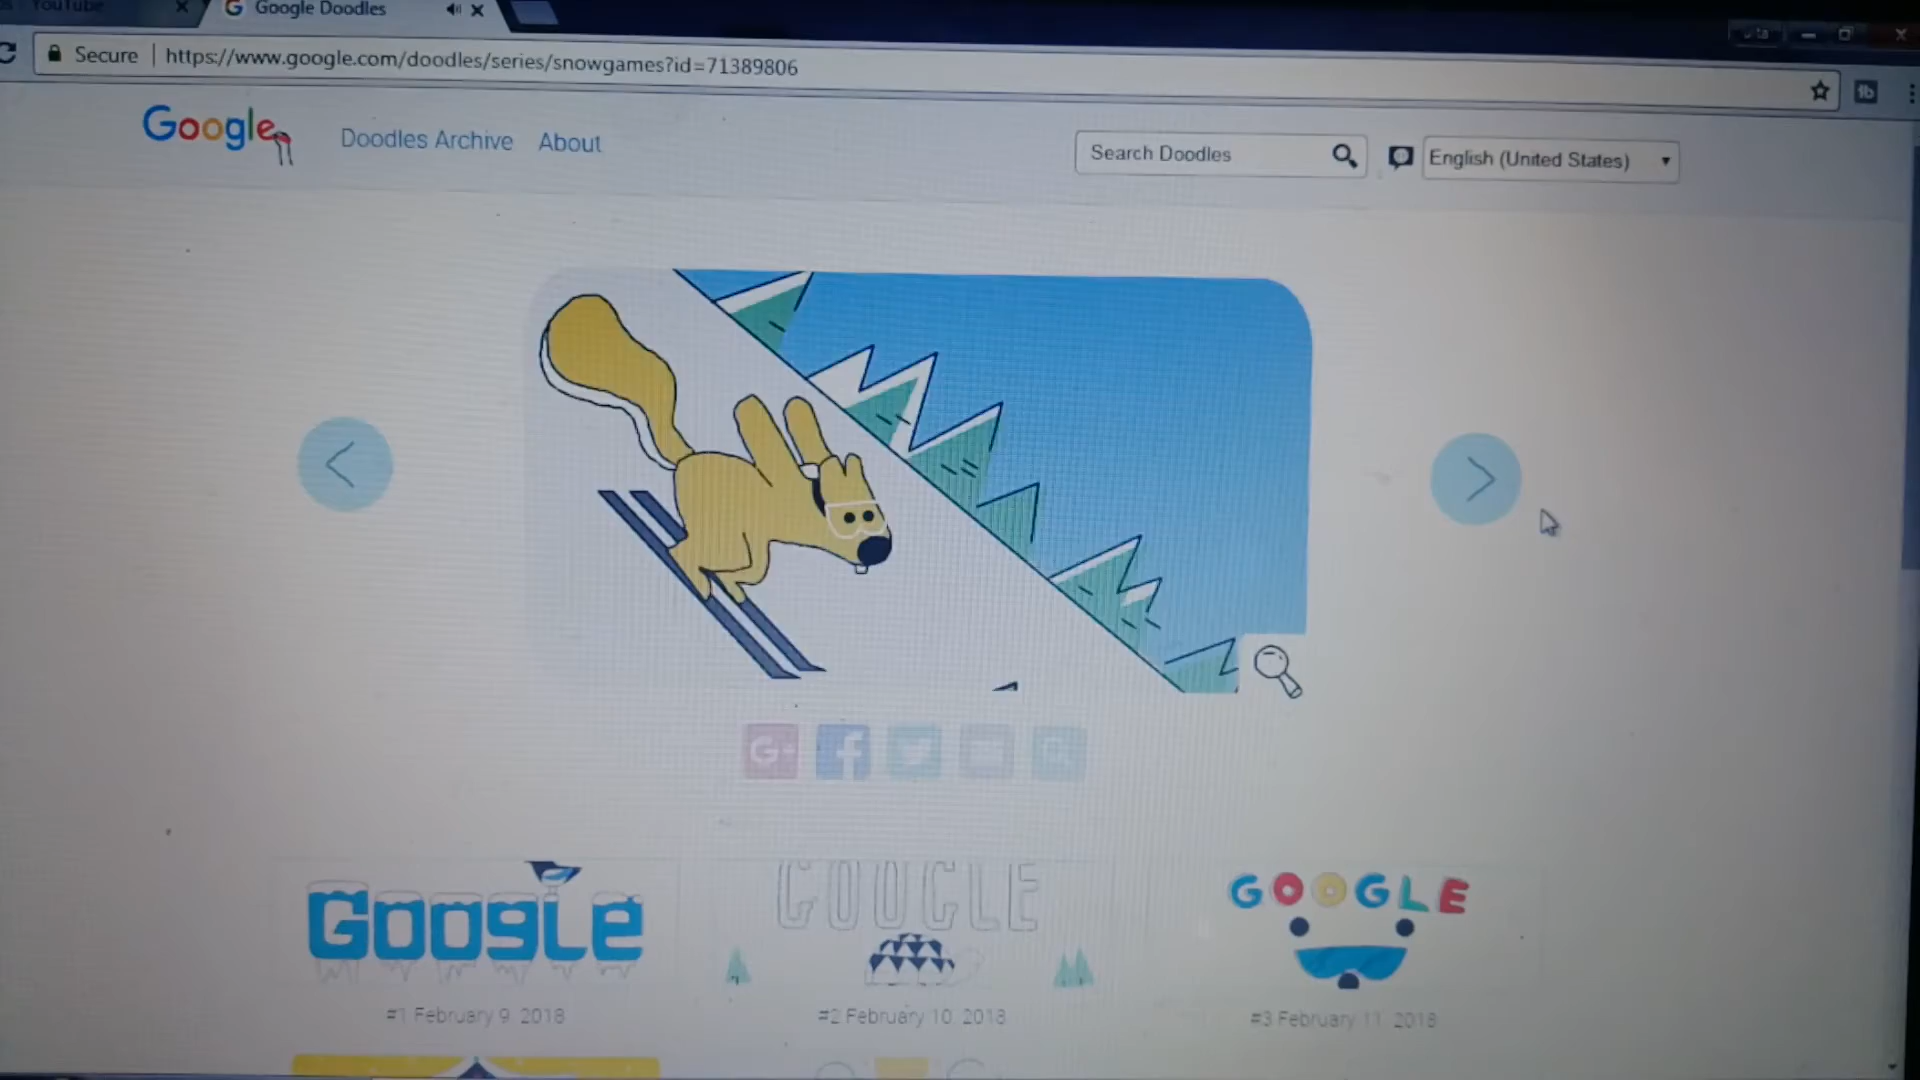 YouTube
Google Doodles
Secure
https://www.google.com/doodles/series/snowgames?id=71389806
Google
Doodles Archive
About
Search Doodles
English (United States)
G+
f
Google
GOOGLE
GOOGLE
#1 February 9, 2018
#2 February 10, 2018
#3 February 11, 2018